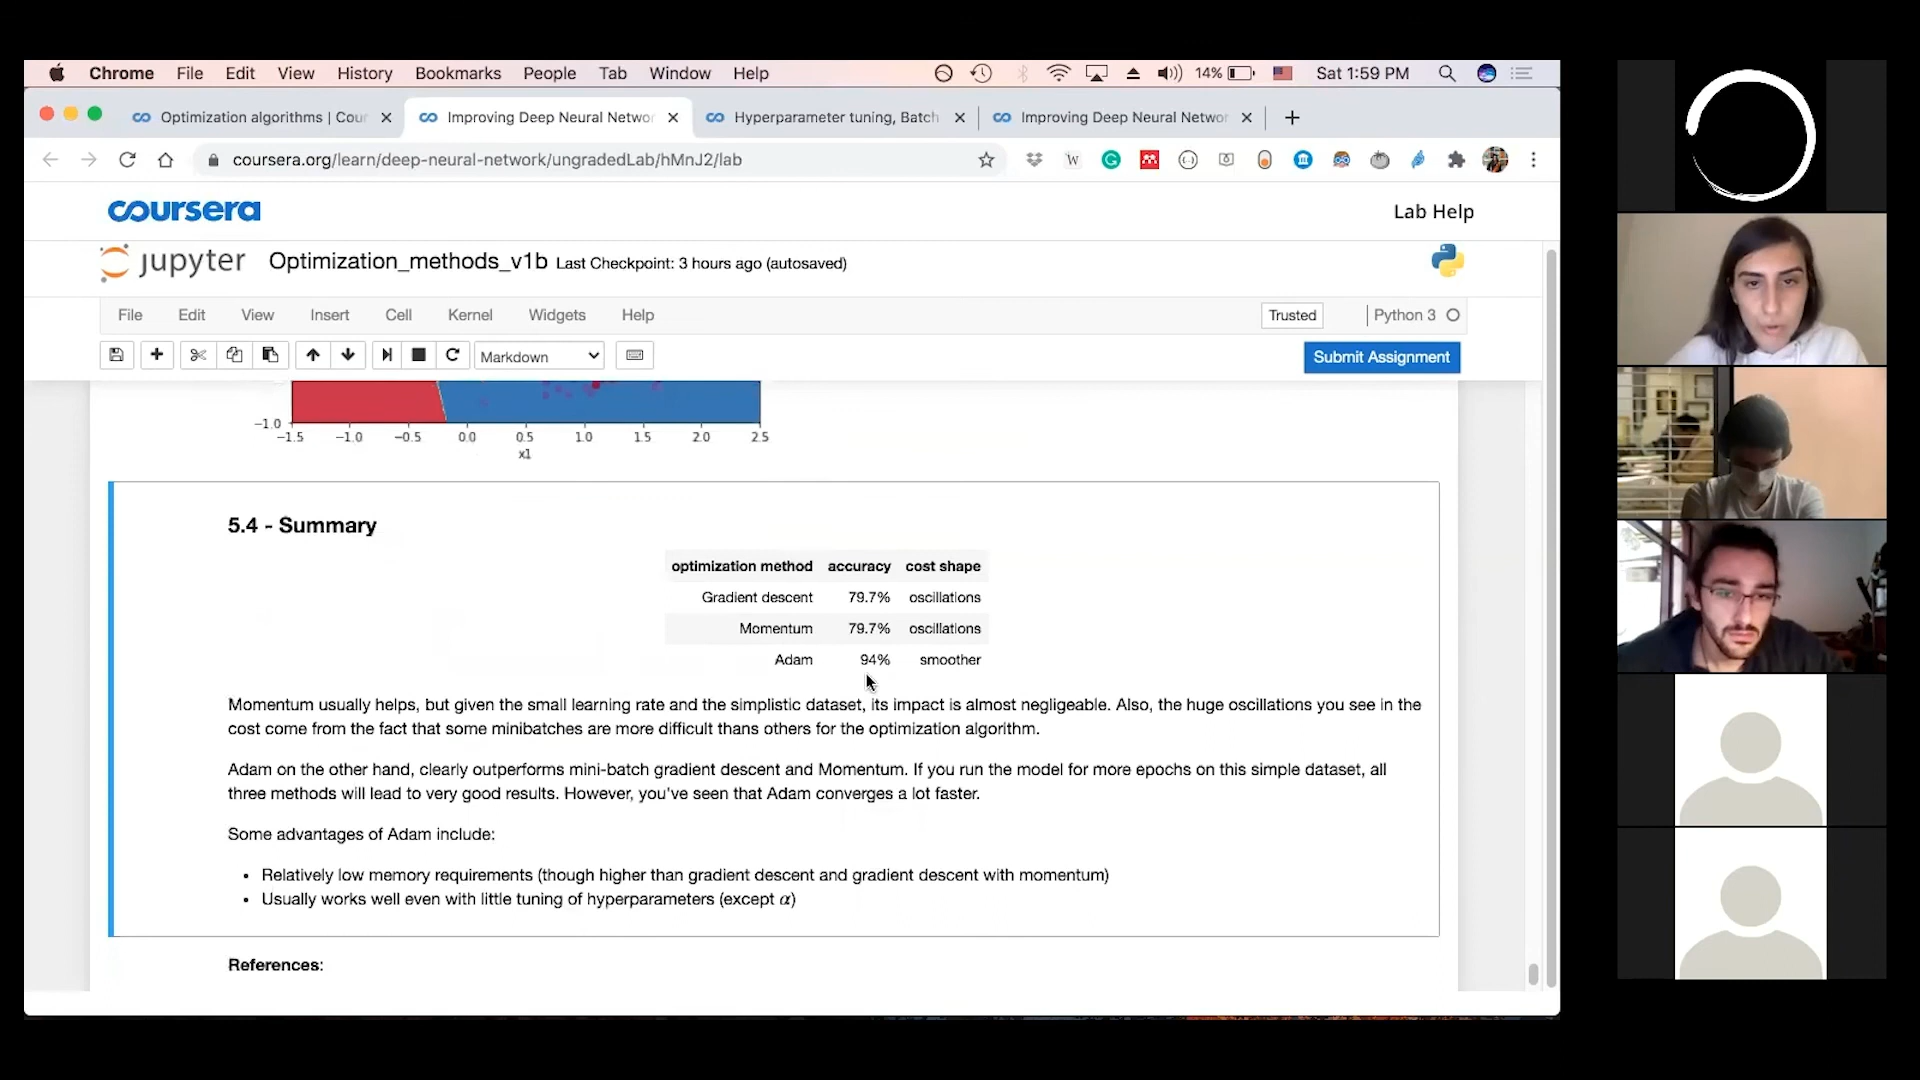 Chrome File Edit View History Bookmarks People Tab Window Help 14% Sat 1:59 PM
Optimization algorithms | Cour Improving Deep Neural Networ Hyperparameter tuning, Batch Improving Deep Neural Networ
coursera.org/learn/deep-neural-network/ungradedLab/hMnJ2/lab
coursera Lab Help
jupyter Optimization_methods_v1b Last Checkpoint: 3 hours ago (autosaved)
File Edit View Insert Cell Kernel Widgets Help Trusted Python 3
Markdown Submit Assignment
−1.0
−1.5 −1.0 −0.5 0.0 0.5 1.0 1.5 2.0 2.5
x1
5.4 - Summary
optimization method accuracy cost shape
Gradient descent 79.7% oscillations
Momentum 79.7% oscillations
Adam 94% smoother
Momentum usually helps, but given the small learning rate and the simplistic dataset, its impact is almost negligeable. Also, the huge oscillations you see in the
cost come from the fact that some minibatches are more difficult thans others for the optimization algorithm.
Adam on the other hand, clearly outperforms mini-batch gradient descent and Momentum. If you run the model for more epochs on this simple dataset, all
three methods will lead to very good results. However, you've seen that Adam converges a lot faster.
Some advantages of Adam include:
• Relatively low memory requirements (though higher than gradient descent and gradient descent with momentum)
• Usually works well even with little tuning of hyperparameters (except α)
References: